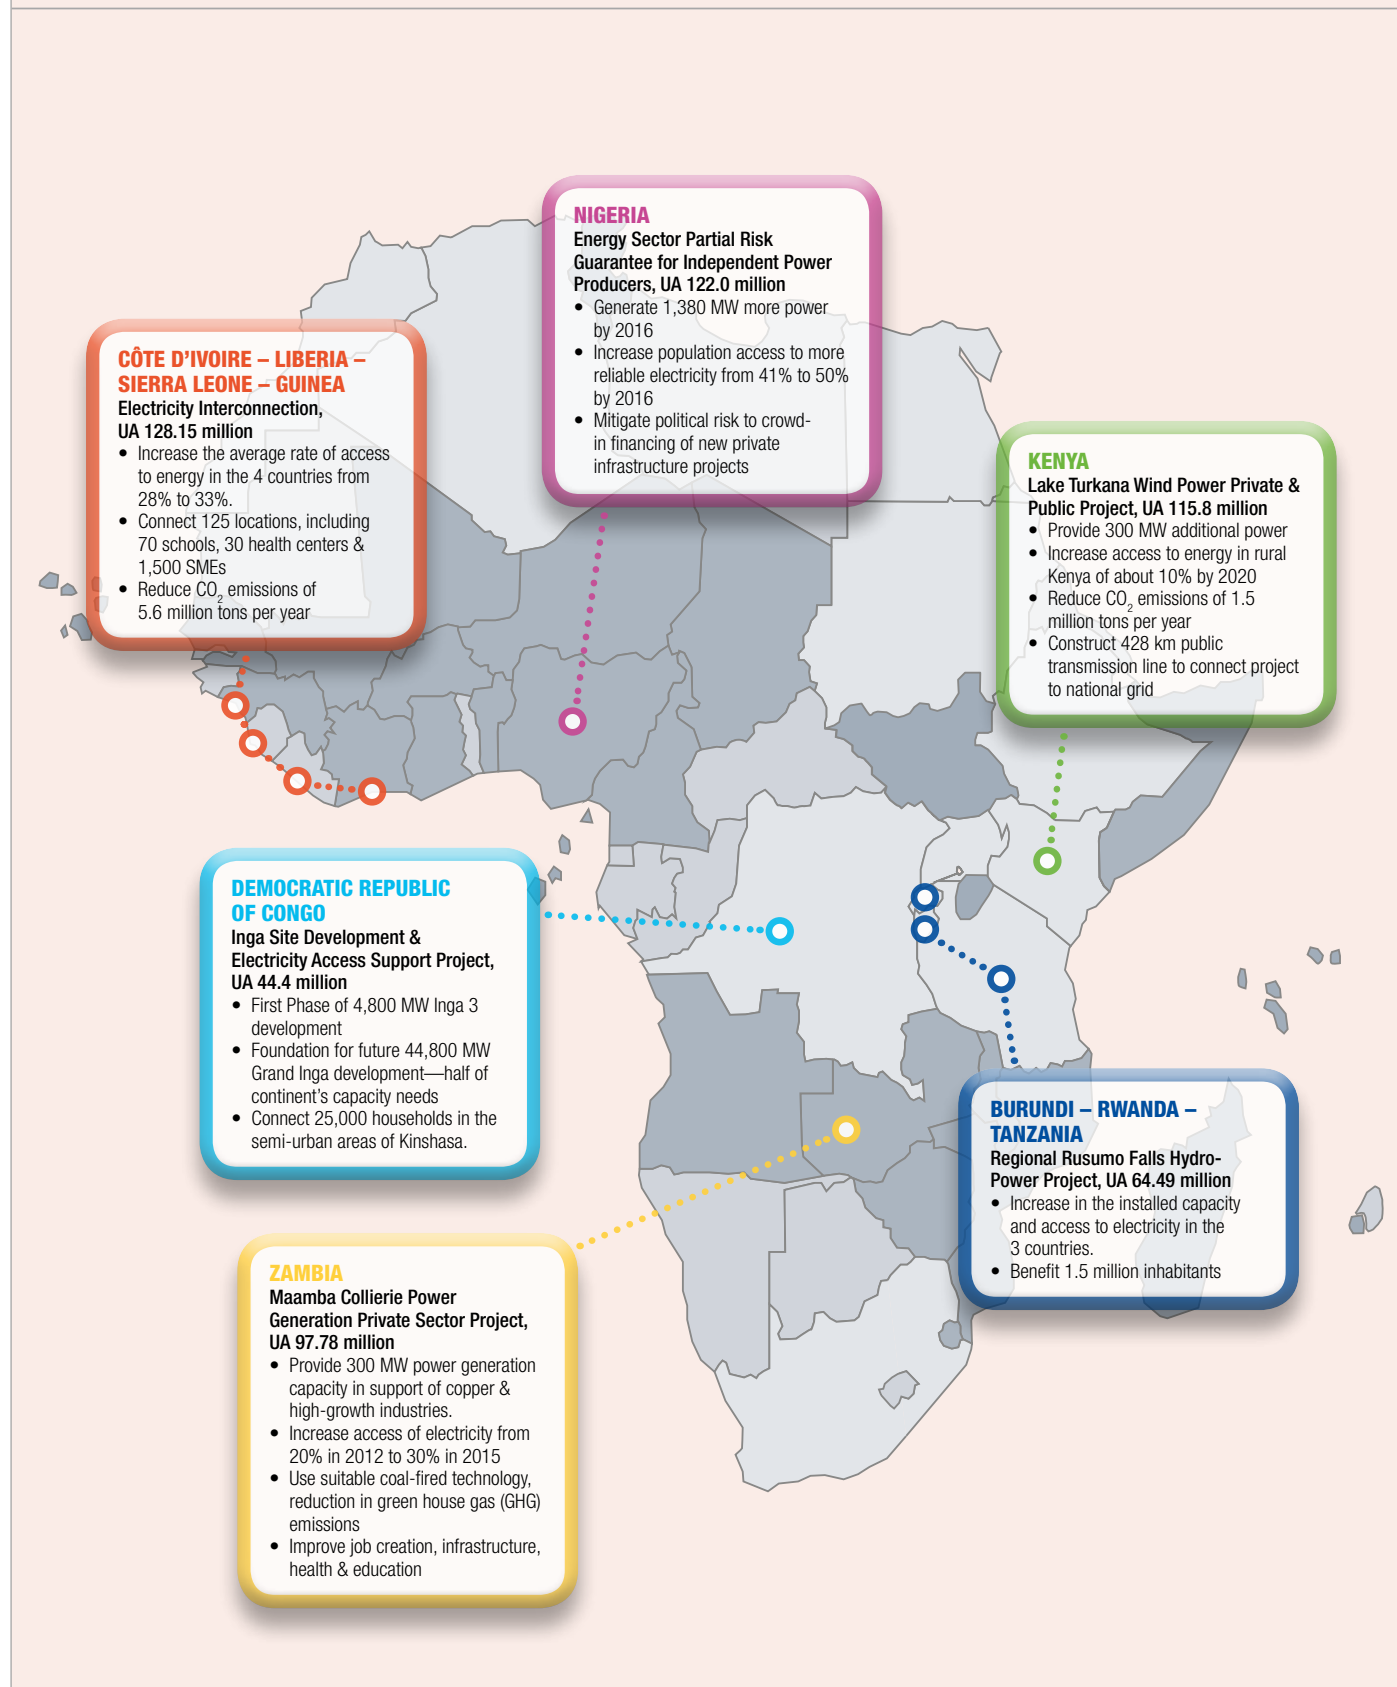 NIGERIA
Energy Sector Partial Risk
Guarantee for Independent Power
Producers, UA 122.0 million
• Generate 1,380 MW more power
by 2016
• Increase population access to more
reliable electricity from 41% to 50%
by 2016
• Mitigate political risk to crowd-
in financing of new private
infrastructure projects
CÔTE D'IVOIRE – LIBERIA –
SIERRA LEONE – GUINEA
Electricity Interconnection,
UA 128.15 million
• Increase the average rate of access
to energy in the 4 countries from
28% to 33%.
• Connect 125 locations, including
70 schools, 30 health centers &
1,500 SMEs
• Reduce CO2 emissions of
5.6 million tons per year
KENYA
Lake Turkana Wind Power Private &
Public Project, UA 115.8 million
• Provide 300 MW additional power
• Increase access to energy in rural
Kenya of about 10% by 2020
• Reduce CO2 emissions of 1.5
million tons per year
• Construct 428 km public
transmission line to connect project
to national grid
DEMOCRATIC REPUBLIC
OF CONGO
Inga Site Development &
Electricity Access Support Project,
UA 44.4 million
• First Phase of 4,800 MW Inga 3
development
• Foundation for future 44,800 MW
Grand Inga development—half of
continent's capacity needs
• Connect 25,000 households in the
semi-urban areas of Kinshasa.
BURUNDI – RWANDA –
TANZANIA
Regional Rusumo Falls Hydro-
Power Project, UA 64.49 million
• Increase in the installed capacity
and access to electricity in the
3 countries.
• Benefit 1.5 million inhabitants
ZAMBIA
Maamba Collierie Power
Generation Private Sector Project,
UA 97.78 million
• Provide 300 MW power generation
capacity in support of copper &
high-growth industries.
• Increase access of electricity from
20% in 2012 to 30% in 2015
• Use suitable coal-fired technology,
reduction in green house gas (GHG)
emissions
• Improve job creation, infrastructure,
health & education